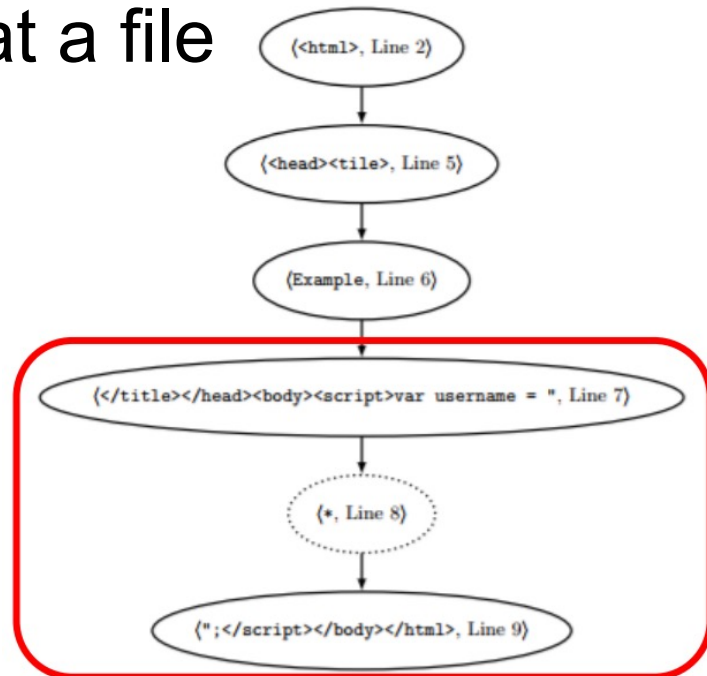 at a file
⟨<html>, Line 2⟩
⟨<head><tile>, Line 5⟩
⟨Example, Line 6⟩
⟨</title></head><body><script>var username = ", Line 7⟩
⟨*, Line 8⟩
⟨";</script></body></html>, Line 9⟩